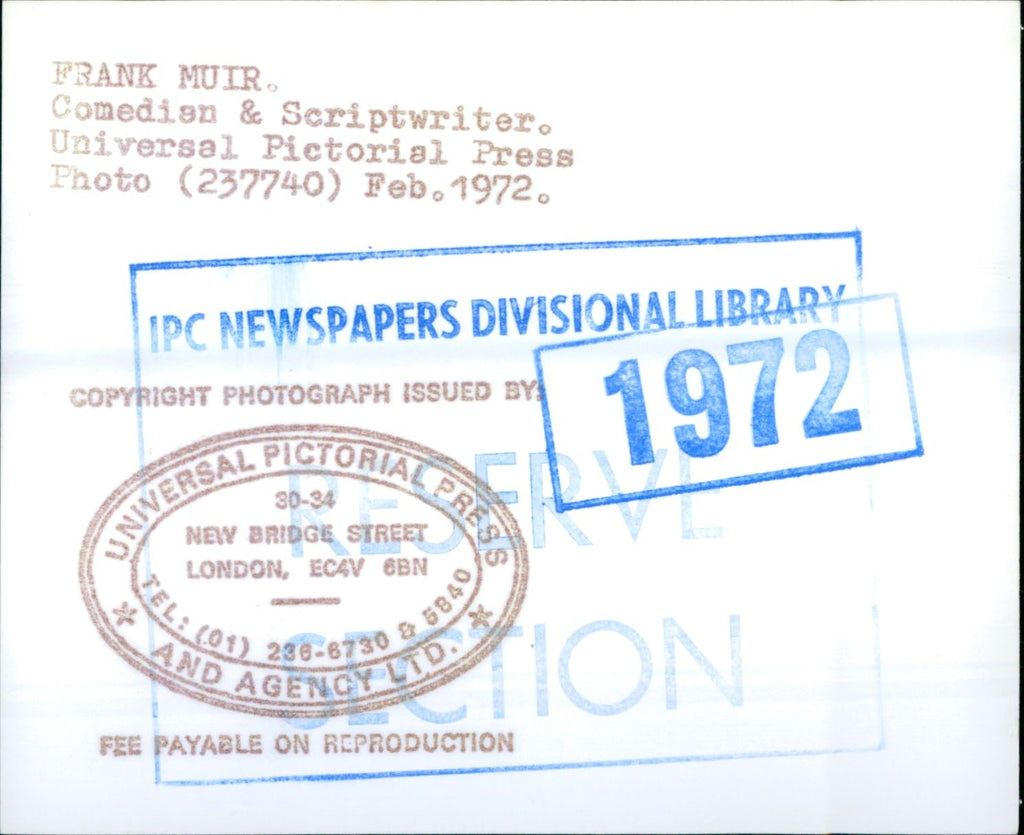 FRANK MUIR.
Comedian & Scriptwriter.
Universal Pictorial Press
Photo (237740) Feb.1972.
IPC NEWSPAPERS DIVISIONAL LIBRARY
1972
RESERVE
SECTION
COPYRIGHT PHOTOGRAPH ISSUED BY:
UNIVERSAL PICTORIAL PRESS
30-34
NEW BRIDGE STREET
LONDON, EC4V 6BN
TEL: (01) 236-6730 & 5840
AND AGENCY LTD.
FEE PAYABLE ON REPRODUCTION